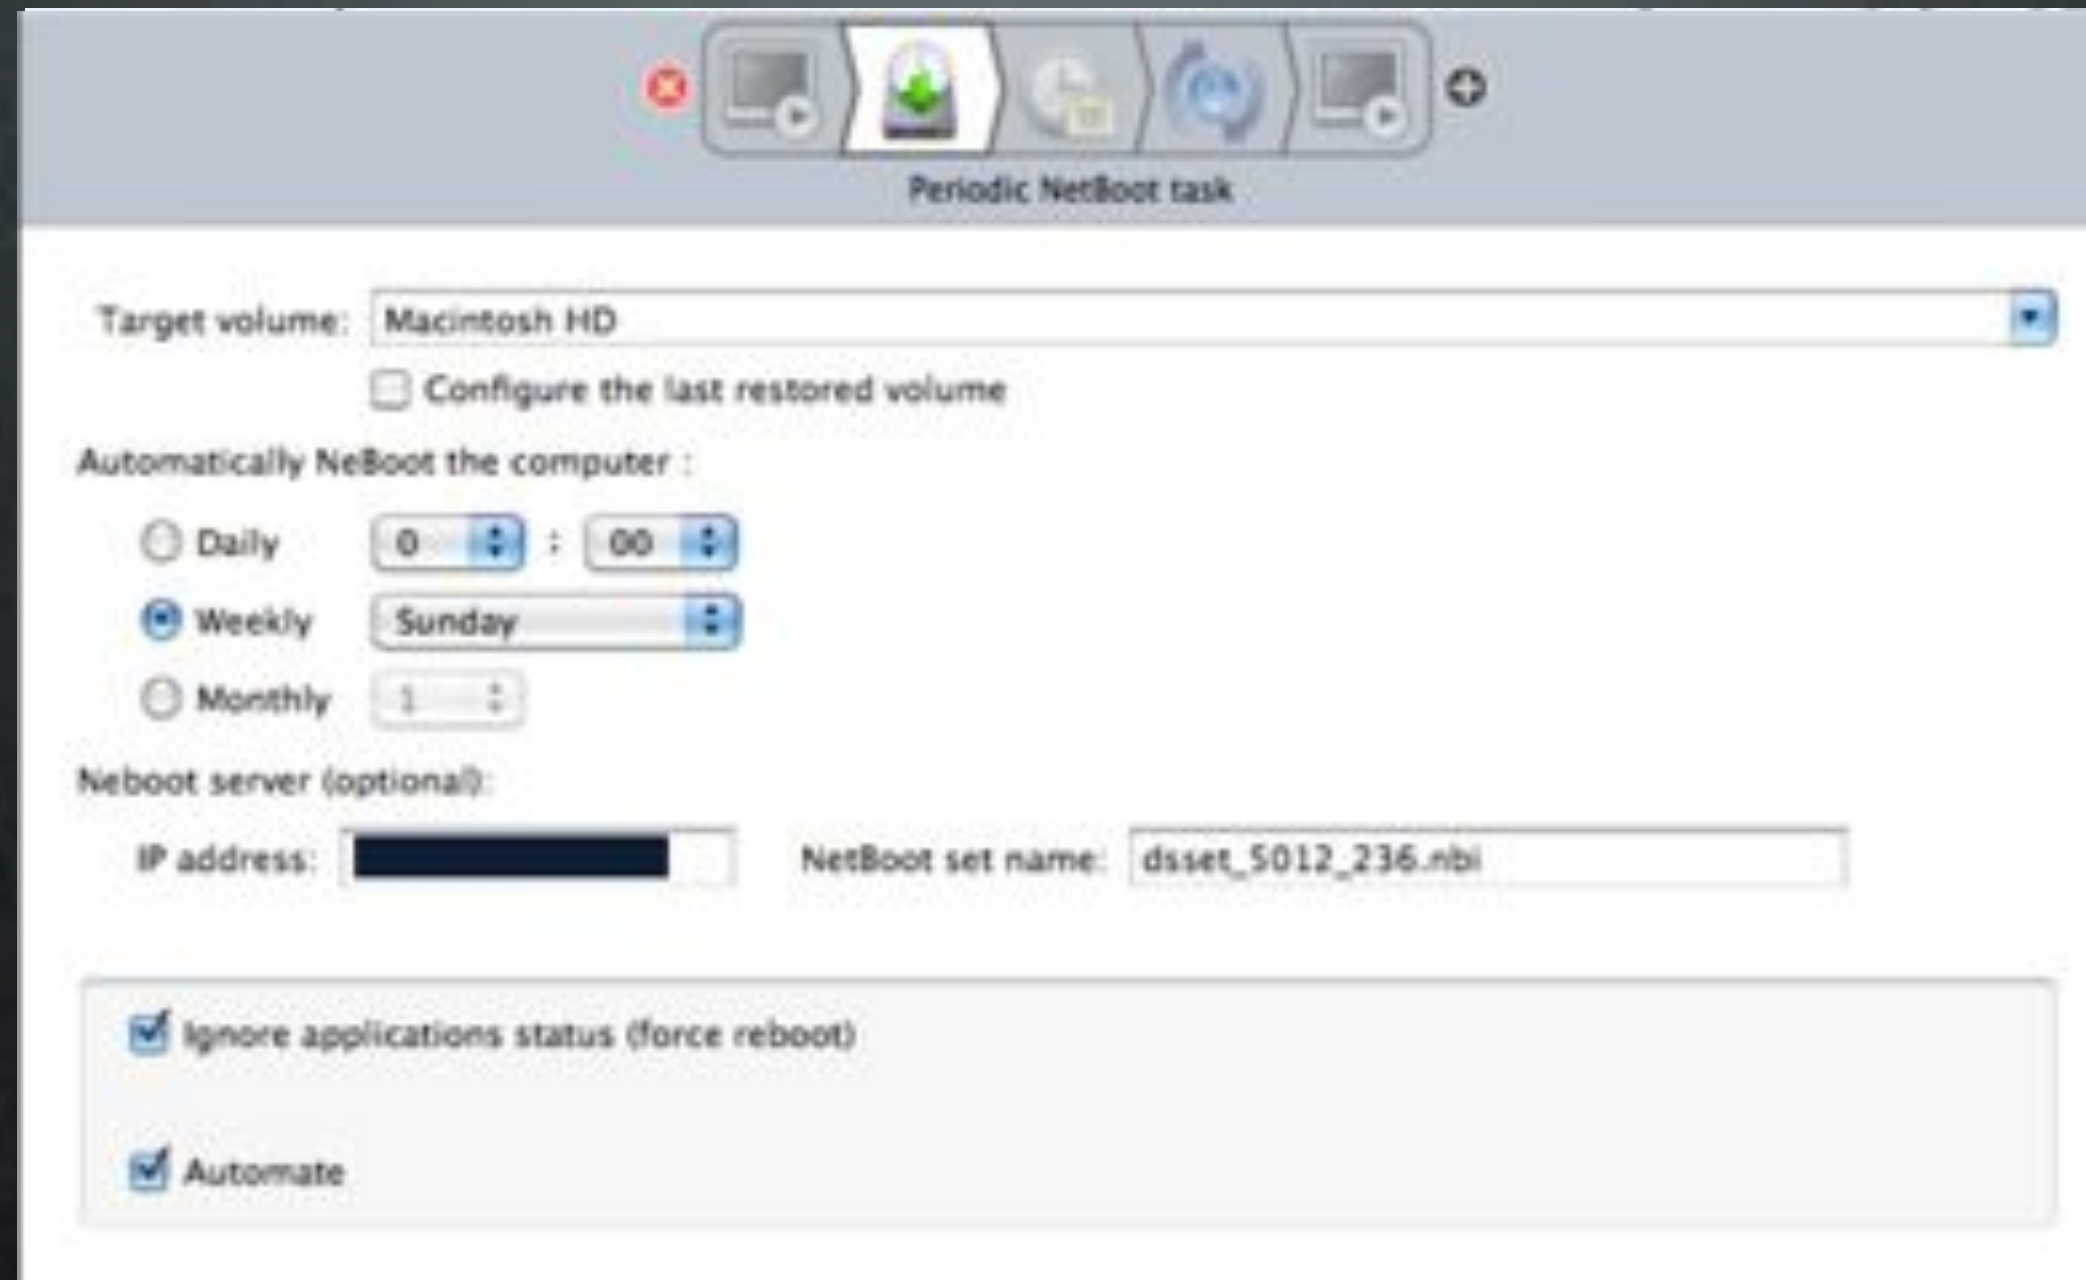 Periodic NetBoot task
Target volume: Macintosh HD
Configure the last restored volume
Automatically NeBoot the computer :
Daily 0 : 00
Weekly Sunday
Monthly 1
Neboot server (optional):
IP address: NetBoot set name: dsset_5012_236.nbi
Ignore applications status (force reboot)
Automate